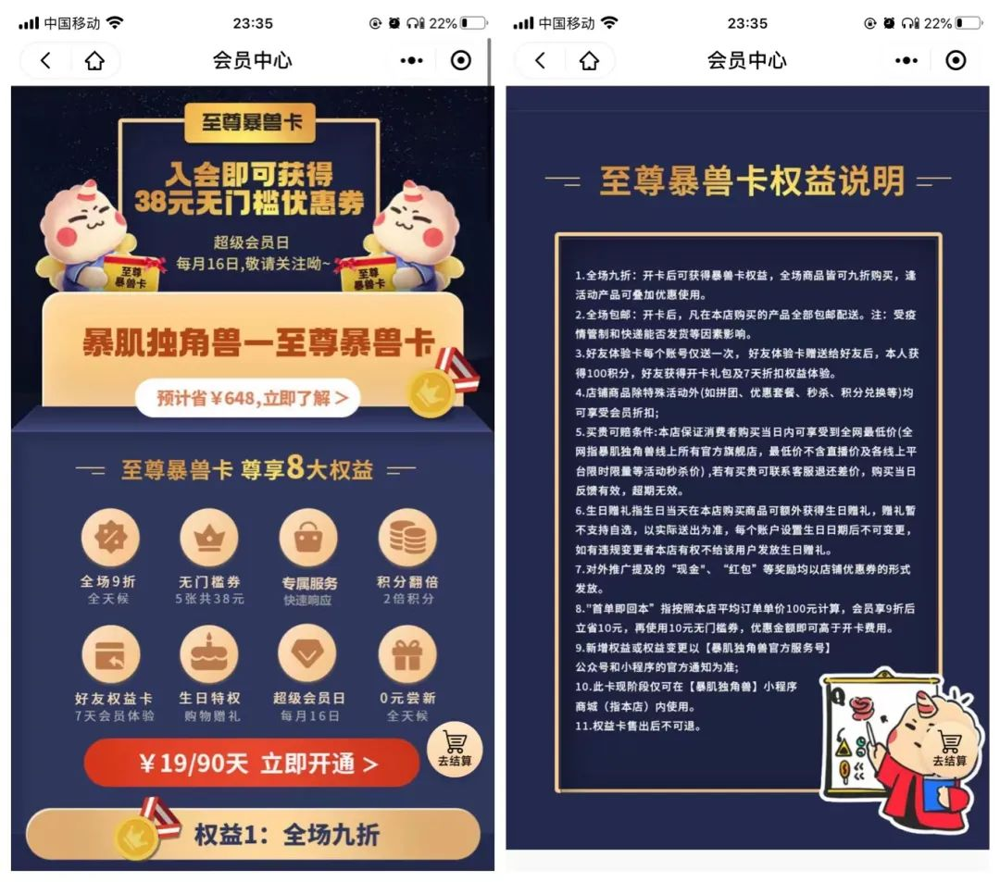 中国移动
23:35
22%
会员中心
至尊暴兽卡
入会即可获得
38元无门槛优惠券
超级会员日
每月16日,敬请关注呦~
至尊
暴兽卡
至尊
暴兽卡
暴肌独角兽一至尊暴兽卡
预计省￥648,立即了解 >
至尊暴兽卡 尊享8大权益
全场9折
全天候
无门槛券
5张共38元
专属服务
快速响应
积分翻倍
2倍积分
好友权益卡
7天会员体验
生日特权
购物赠礼
超级会员日
每月16日
0元尝新
全天候
去结算
￥19/90天 立即开通 >
权益1：全场九折
中国移动
23:35
22%
会员中心
至尊暴兽卡权益说明
1.全场九折：开卡后可获得暴兽卡权益，全场商品皆可九折购买，逢
活动产品可叠加优惠使用。
2.全场包邮：开卡后，凡在本店购买的产品全部包邮配送。注：受疫
情管制和快递能否发货等因素影响。
3.好友体验卡每个账号仅送一次， 好友体验卡赠送给好友后，本人获
得100积分，好友获得开卡礼包及7天折扣权益体验。
4.店铺商品除特殊活动外(如拼团、优惠套餐、秒杀、积分兑换等)均
可享受会员折扣;
5.买贵可赔条件:本店保证消费者购买当日内可享受到全网最低价(全
网指暴肌独角兽线上所有官方旗舰店，最低价不含直播价及各线上平
台限时限量等活动秒杀价) ,若有买贵可联系客服退还差价，购买当日
反馈有效，超期无效。
6.生日赠礼指生日当天在本店购买商品可额外获得生日赠礼，赠礼暂
不支持自选，以实际送出为准，每个账户设置生日日期后不可变更，
如有违规变更者本店有权不给该用户发放生日赠礼。
7.对外推广提及的“现金"、“红包”等奖励均以店铺优惠券的形式
发放。
8."首单即回本”指按照本店平均订单单价100元计算，会员享9折后
立省10元，再使用10元无门槛券，优惠金额即可高于开卡费用。
9.新增权益或权益变更以【暴肌独角兽官方服务号】
公众号和小程序的官方通知为准;
10.此卡现阶段仅可在【暴肌独角兽】小程序
商城（指本店）内使用。
11.权益卡售出后不可退。
去结算